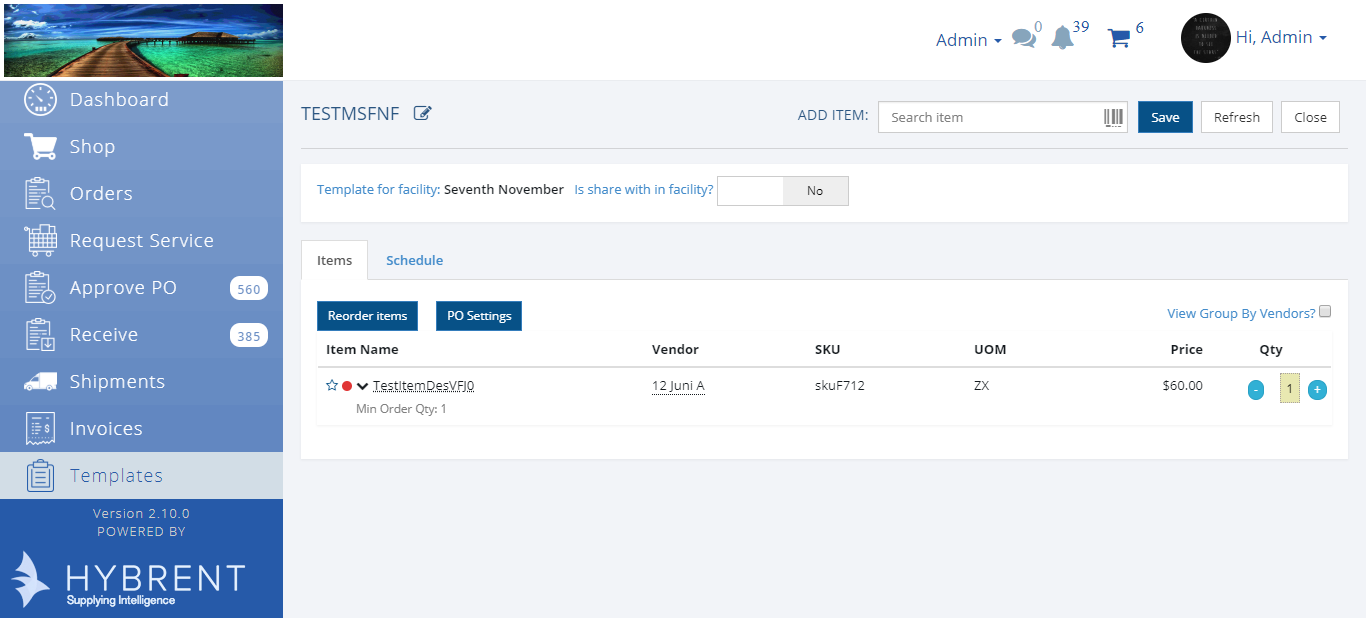 Admin 0 39 6 Hi, Admin
Dashboard
Shop
Orders
Request Service
Approve PO 560
Receive 385
Shipments
Invoices
Templates
Version 2.10.0
POWERED BY
HYBRENT
Supplying Intelligence
TESTMSFNF ADD ITEM: Search item Save Refresh Close
Template for facility: Seventh November Is share with in facility? No
Items Schedule
Reorder items PO Settings View Group By Vendors?
Item Name Vendor SKU UOM Price Qty
TestItemDesVFJ0 12 Juni A skuF712 ZX $60.00 - 1 +
Min Order Qty: 1